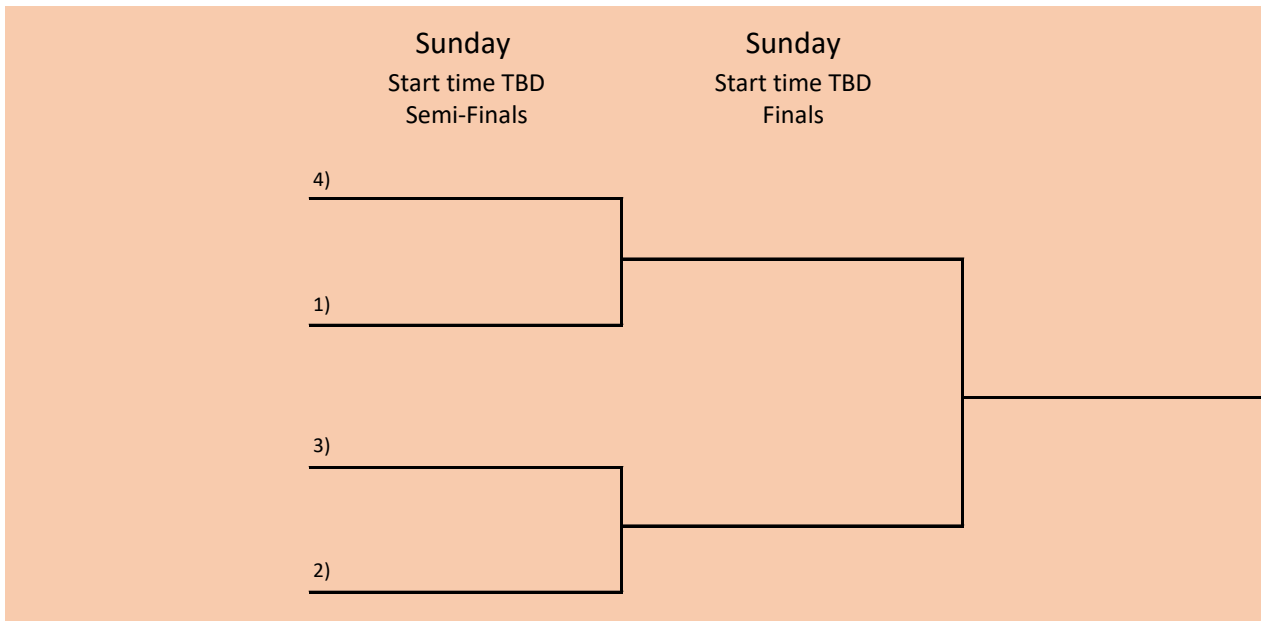 Sunday
Start time TBD
Semi-Finals
Sunday
Start time TBD
Finals
4)
1)
3)
2)